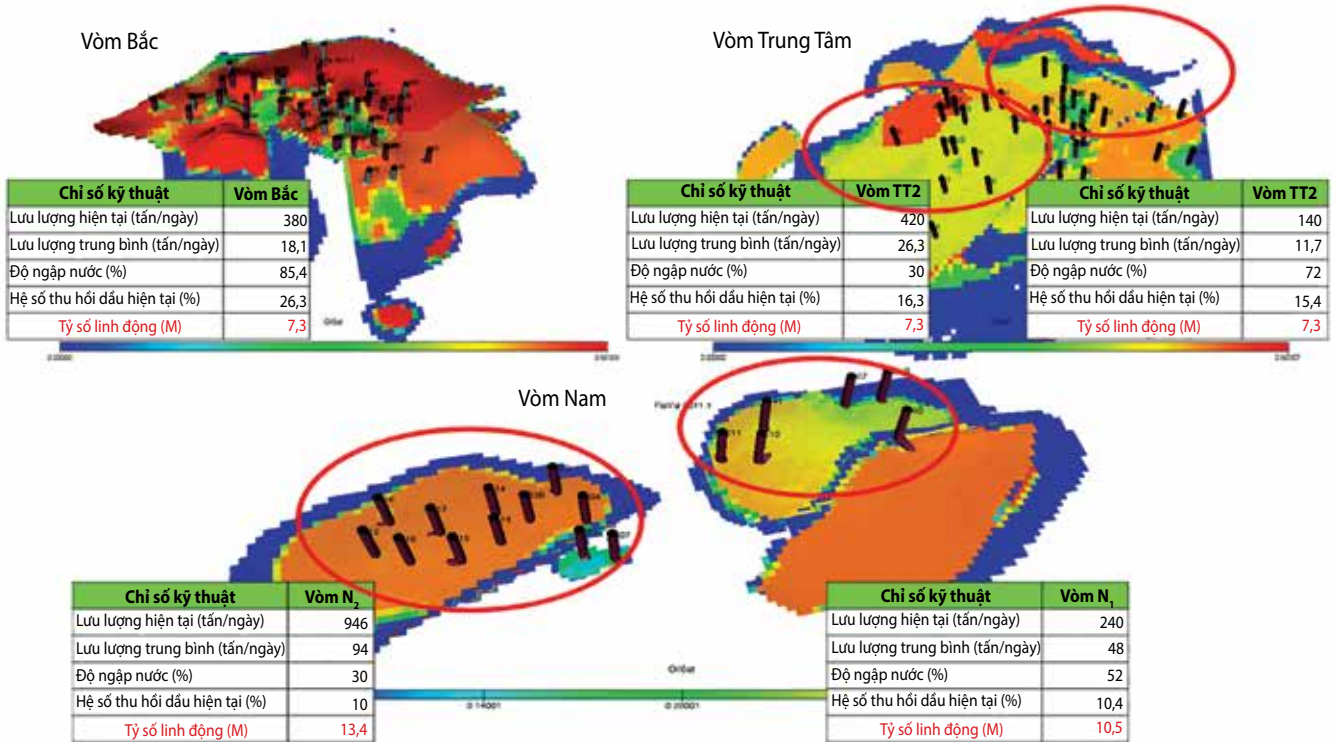 Vòm Bắc
Vòm Trung Tâm
Chỉ số kỹ thuật Vòm Bắc
Lưu lượng hiện tại (tấn/ngày) 380
Lưu lượng trung bình (tấn/ngày) 18,1
Độ ngập nước (%) 85,4
Hệ số thu hồi dầu hiện tại (%) 26,3
Tỷ số linh động (M) 7,3
Chỉ số kỹ thuật Vòm TT2
Lưu lượng hiện tại (tấn/ngày) 420
Lưu lượng trung bình (tấn/ngày) 26,3
Độ ngập nước (%) 30
Hệ số thu hồi dầu hiện tại (%) 16,3
Tỷ số linh động (M) 7,3
Chỉ số kỹ thuật Vòm TT2
Lưu lượng hiện tại (tấn/ngày) 140
Lưu lượng trung bình (tấn/ngày) 11,7
Độ ngập nước (%) 72
Hệ số thu hồi dầu hiện tại (%) 15,4
Tỷ số linh động (M) 7,3
Vòm Nam
Chỉ số kỹ thuật Vòm N₂
Lưu lượng hiện tại (tấn/ngày) 946
Lưu lượng trung bình (tấn/ngày) 94
Độ ngập nước (%) 30
Hệ số thu hồi dầu hiện tại (%) 10
Tỷ số linh động (M) 13,4
Chỉ số kỹ thuật Vòm N₁
Lưu lượng hiện tại (tấn/ngày) 240
Lưu lượng trung bình (tấn/ngày) 48
Độ ngập nước (%) 52
Hệ số thu hồi dầu hiện tại (%) 10,4
Tỷ số linh động (M) 10,5